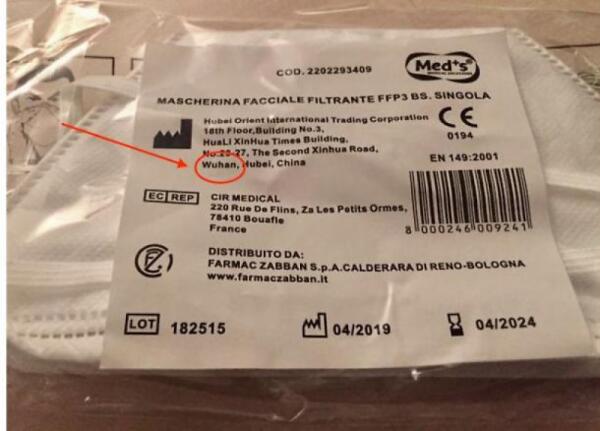 COD. 2202293409
Med+s
MEDICAL SOLUTIONS
MASCHERINA FACCIALE FILTRANTE FFP3 BS. SINGOLA
Hubei Orient International Trading Corporation
18th Floor,Building No.3,
HuaLi XinHua Times Building,
No.25-27, The Second Xinhua Road,
Wuhan, Hubei, China
CE
0194
EN 149:2001
EC REP
CIR MEDICAL
220 Rue De Flins, Za Les Petits Ormes,
78410 Bouafle
France
8 000246 009241
DISTRIBUITO DA:
FARMAC ZABBAN S.p.A.CALDERARA DI RENO-BOLOGNA
www.farmaczabban.it
LOT 182515
04/2019
04/2024